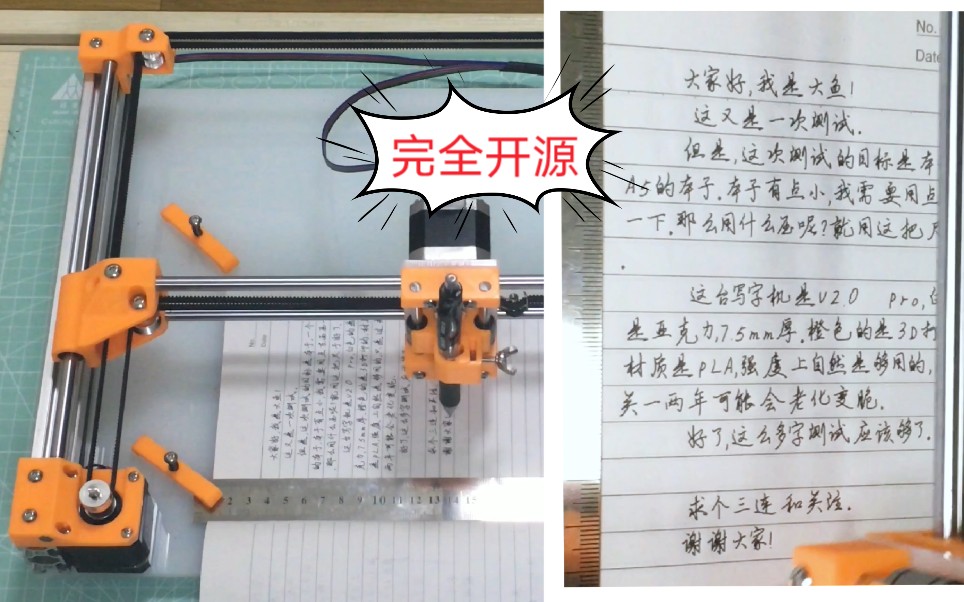 完全开源
No.
Date
大家好,我是大鱼!
这又是一次测试.
但是,这次测试的目标是本
A5的本子.本子有点小,我需要用点
一下.那么用什么压呢?就用这把尺
.
这台写字机是V2.0 pro,
是亚克力,7.5mm厚.橙色的是3D打
材质是PLA,强度上自然是够用的,
关一两年可能会老化变脆.
好了,这么多字测试应该够了.
求个三连和关注.
谢谢大家!
2 3 4 5 6 7 8 9 10 11 12 13 14 15